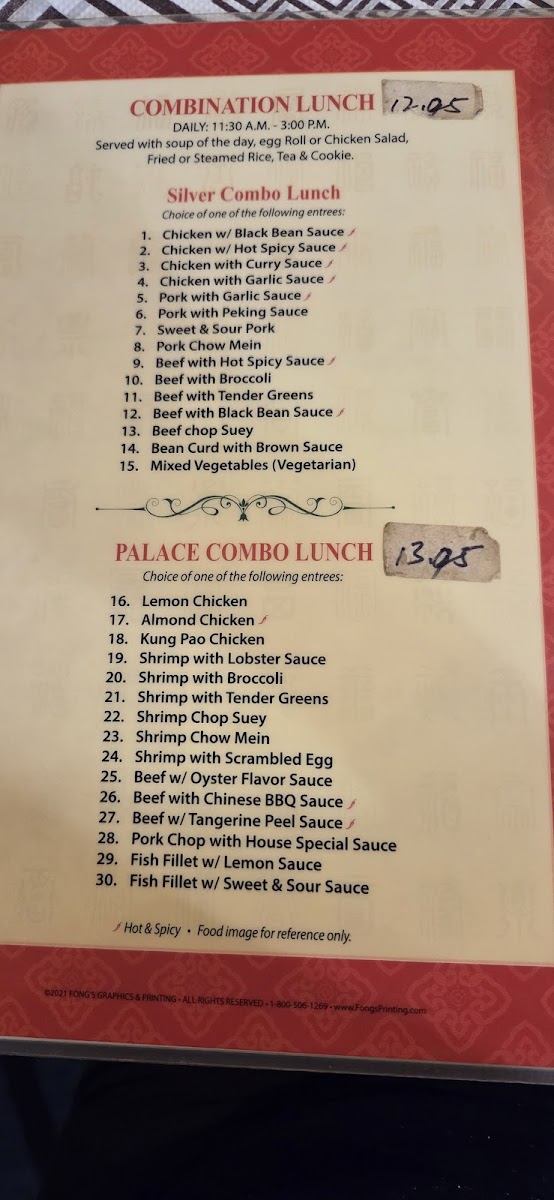 COMBINATION LUNCH 12.95
DAILY: 11:30 A.M. - 3:00 P.M.
Served with soup of the day, egg Roll or Chicken Salad,
Fried or Steamed Rice, Tea & Cookie.
Silver Combo Lunch
Choice of one of the following entrees:
1. Chicken w/ Black Bean Sauce
2. Chicken w/ Hot Spicy Sauce
3. Chicken with Curry Sauce
4. Chicken with Garlic Sauce
5. Pork with Garlic Sauce
6. Pork with Peking Sauce
7. Sweet & Sour Pork
8. Pork Chow Mein
9. Beef with Hot Spicy Sauce
10. Beef with Broccoli
11. Beef with Tender Greens
12. Beef with Black Bean Sauce
13. Beef chop Suey
14. Bean Curd with Brown Sauce
15. Mixed Vegetables (Vegetarian)
PALACE COMBO LUNCH 13.95
Choice of one of the following entrees:
16. Lemon Chicken
17. Almond Chicken
18. Kung Pao Chicken
19. Shrimp with Lobster Sauce
20. Shrimp with Broccoli
21. Shrimp with Tender Greens
22. Shrimp Chop Suey
23. Shrimp Chow Mein
24. Shrimp with Scrambled Egg
25. Beef w/ Oyster Flavor Sauce
26. Beef with Chinese BBQ Sauce
27. Beef w/ Tangerine Peel Sauce
28. Pork Chop with House Special Sauce
29. Fish Fillet w/ Lemon Sauce
30. Fish Fillet w/ Sweet & Sour Sauce
Hot & Spicy • Food image for reference only.
©2021 FONG'S GRAPHICS & PRINTING • ALL RIGHTS RESERVED • 1-800-506-1269 • www.FongsPrinting.com